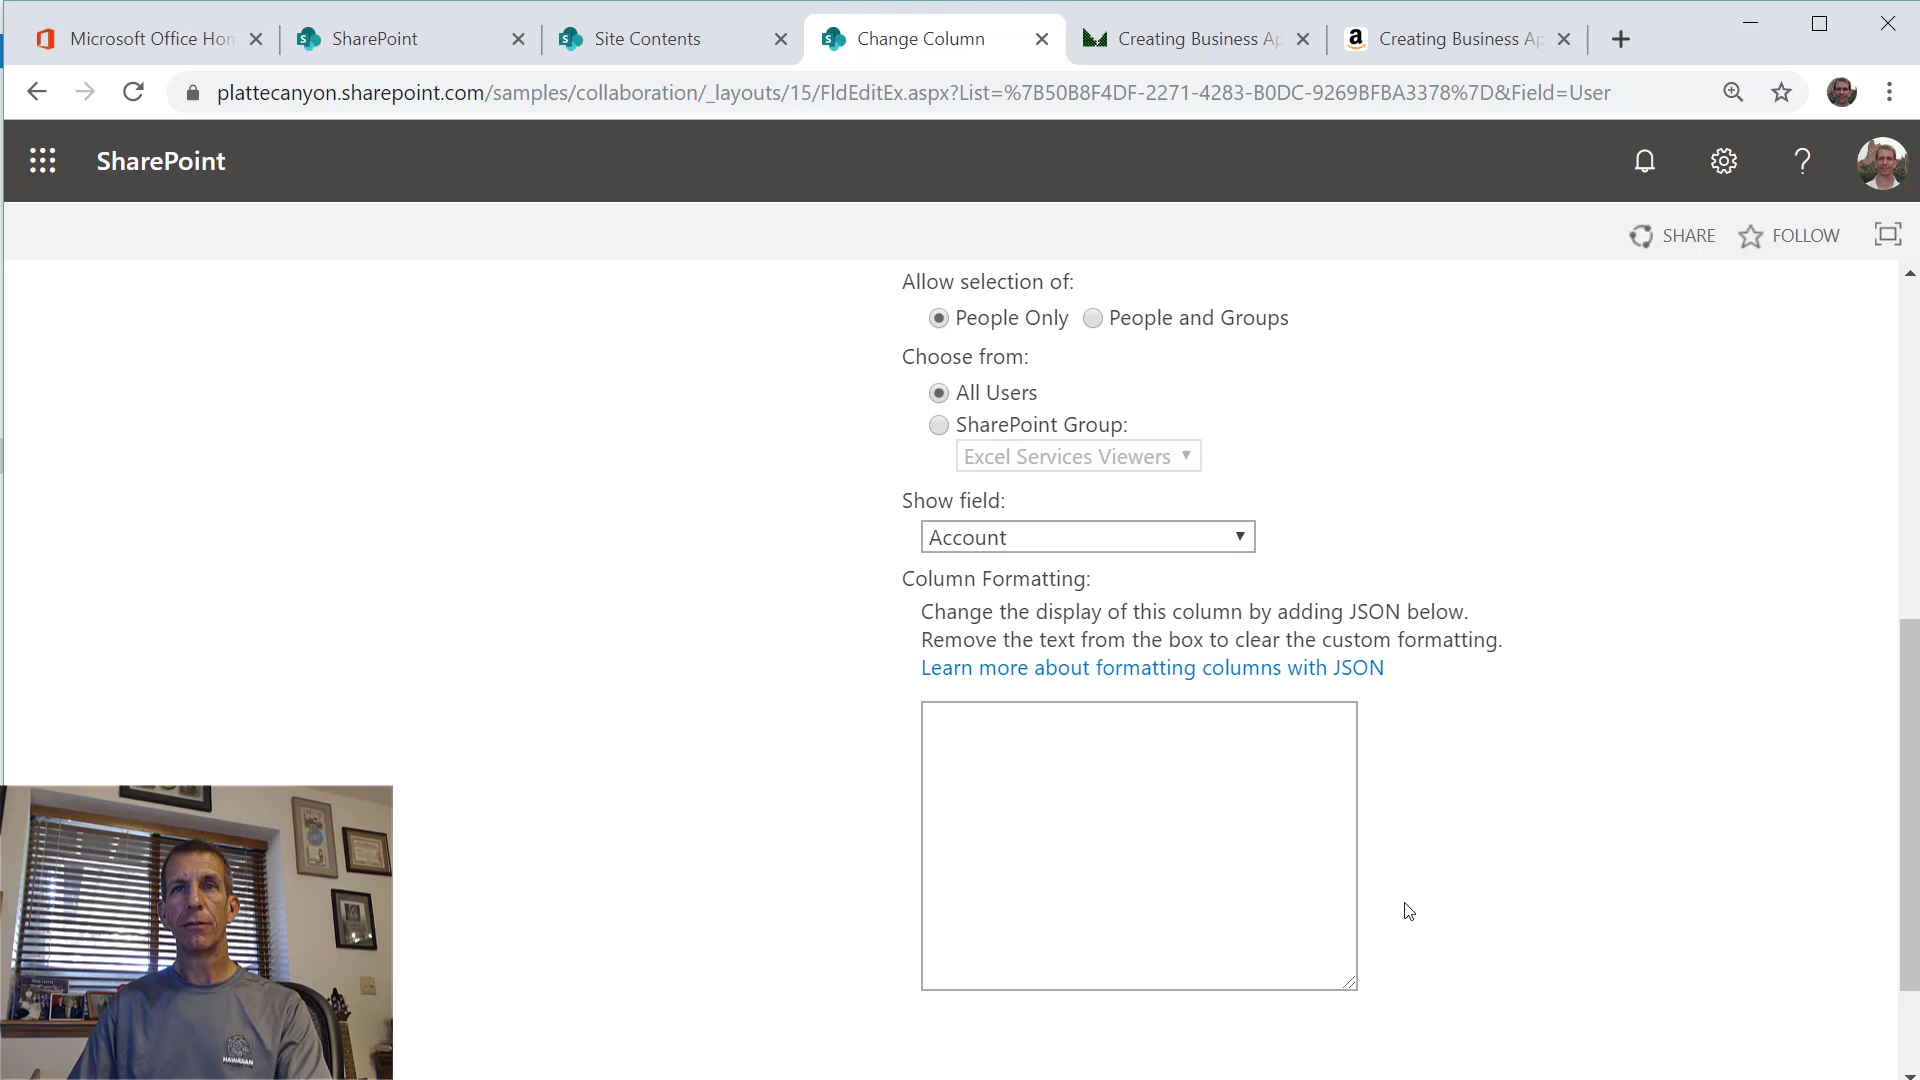 Microsoft Office Hon
SharePoint
Site Contents
Change Column
Creating Business Ap
Creating Business Ap
plattecanyon.sharepoint.com/samples/collaboration/_layouts/15/FldEditEx.aspx?List=%7B50B8F4DF-2271-4283-B0DC-9269BFBA3378%7D&Field=User
SharePoint
SHARE
FOLLOW
Allow selection of:
People Only
People and Groups
Choose from:
All Users
SharePoint Group:
Excel Services Viewers
Show field:
Account
Column Formatting:
Change the display of this column by adding JSON below.
Remove the text from the box to clear the custom formatting.
Learn more about formatting columns with JSON
HAWAIIAN